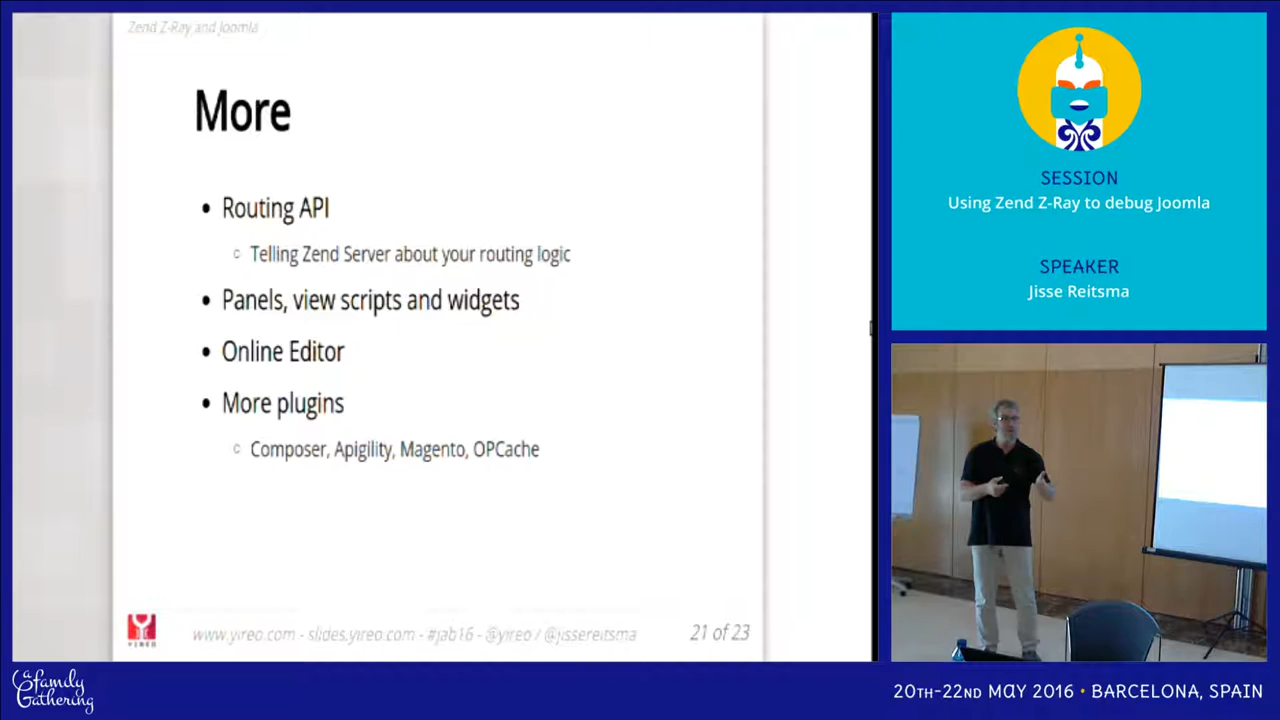 Zend Z-Ray and Joomla
More
Routing API
Telling Zend Server about your routing logic
Panels, view scripts and widgets
Online Editor
More plugins
Composer, Apigility, Magento, OPCache
YIREO
www.yireo.com - slides.yireo.com - #jab16 - @yireo / @jissereitsma
21 of 23
SESSION
Using Zend Z-Ray to debug Joomla
SPEAKER
Jisse Reitsma
a family
Gathering
20TH-22ND MAY 2016 • BARCELONA, SPAIN